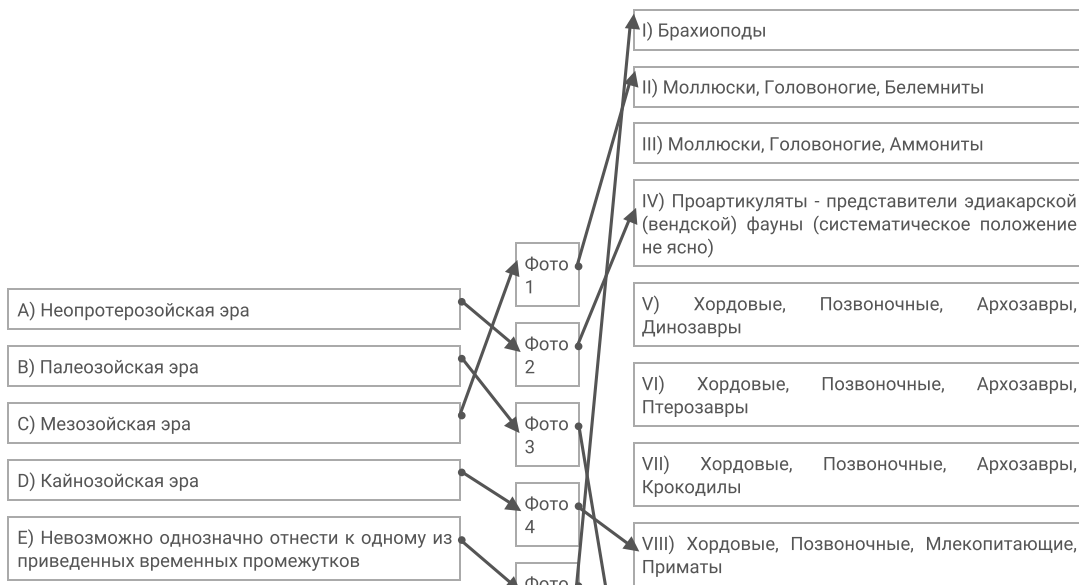 A) Неопротерозойская эра
B) Палеозойская эра
C) Мезозойская эра
D) Кайнозойская эра
E) Невозможно однозначно отнести к одному из
приведенных временных промежутков
Фото
1
Фото
2
Фото
3
Фото
4
Фото
I) Брахиоподы
II) Моллюски, Головоногие, Белемниты
III) Моллюски, Головоногие, Аммониты
IV) Проартикуляты - представители эдиакарской
(вендской) фауны (систематическое положение
не ясно)
V) Хордовые, Позвоночные, Архозавры,
Динозавры
VI) Хордовые, Позвоночные, Архозавры,
Птерозавры
VII) Хордовые, Позвоночные, Архозавры,
Крокодилы
VIII) Хордовые, Позвоночные, Млекопитающие,
Приматы